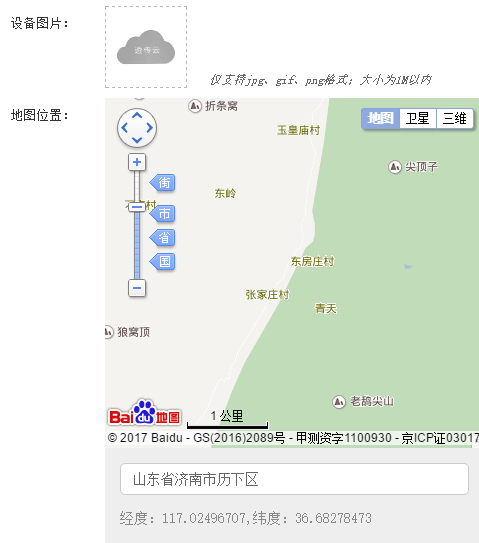 设备图片：
透传云
仅支持jpg、gif、png格式；大小为1M以内
地图位置：
折条窝
玉皇庙村
地图 卫星 三维
尖顶子
街
东岭
市
省
国
东房庄村
张家庄村
青天
狼窝顶
老鸹尖山
Bai du 地图
1 公里
© 2017 Baidu - GS(2016)2089号 - 甲测资字1100930 - 京ICP证03017
山东省济南市历下区
经度：117.02496707,纬度：36.68278473